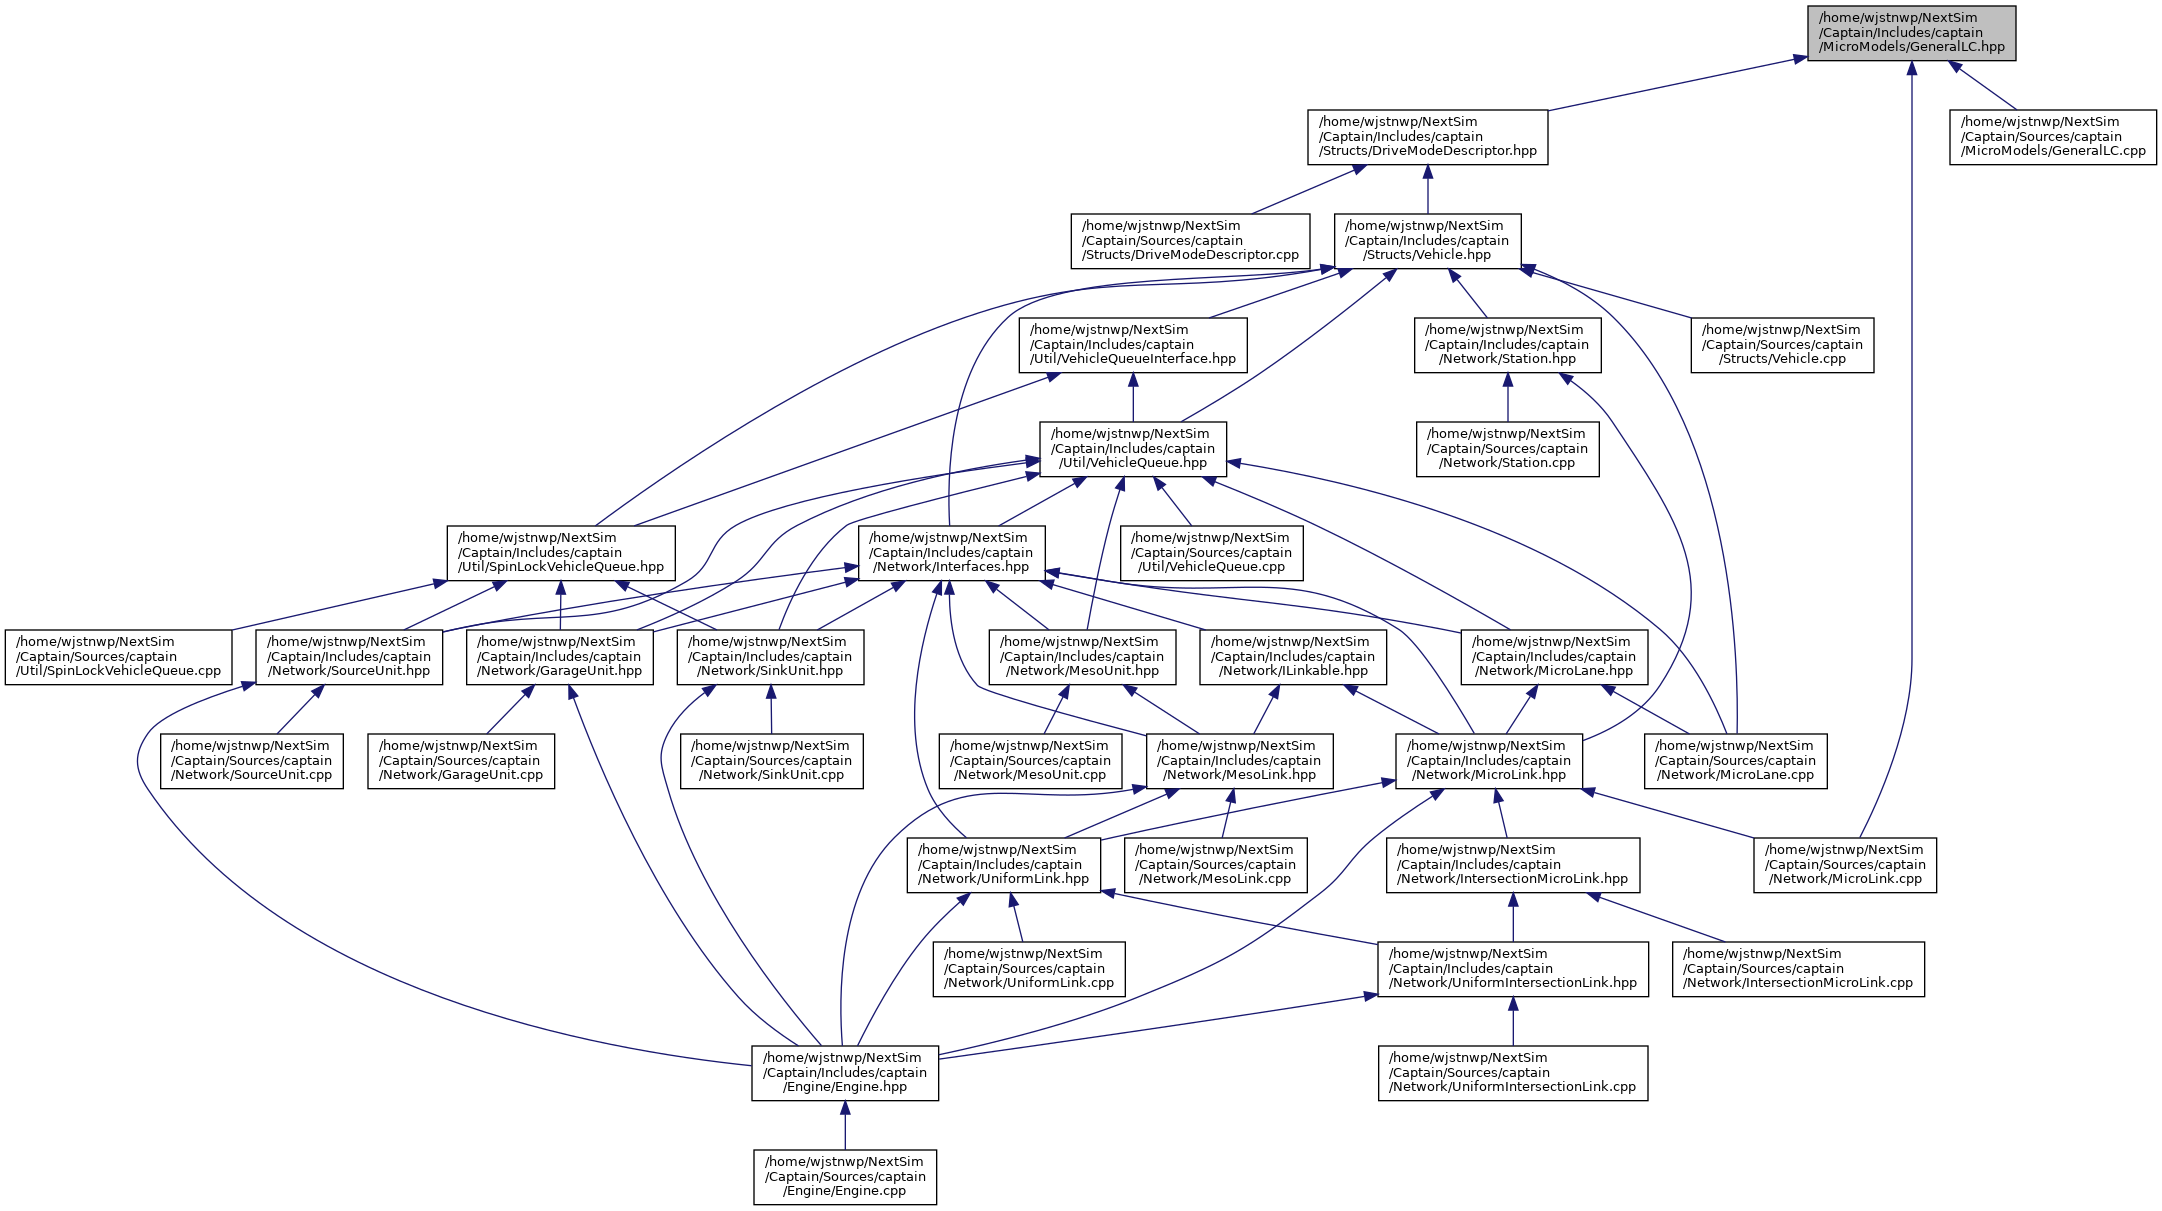 /home/wjstnwp/NextSim
/Captain/Includes/captain
/MicroModels/GeneralLC.hpp
/home/wjstnwp/NextSim
/Captain/Includes/captain
/Structs/DriveModeDescriptor.hpp
/home/wjstnwp/NextSim
/Captain/Sources/captain
/MicroModels/GeneralLC.cpp
/home/wjstnwp/NextSim
/Captain/Sources/captain
/Structs/DriveModeDescriptor.cpp
/home/wjstnwp/NextSim
/Captain/Includes/captain
/Structs/Vehicle.hpp
/home/wjstnwp/NextSim
/Captain/Includes/captain
/Util/VehicleQueueInterface.hpp
/home/wjstnwp/NextSim
/Captain/Includes/captain
/Network/Station.hpp
/home/wjstnwp/NextSim
/Captain/Sources/captain
/Structs/Vehicle.cpp
/home/wjstnwp/NextSim
/Captain/Includes/captain
/Util/VehicleQueue.hpp
/home/wjstnwp/NextSim
/Captain/Sources/captain
/Network/Station.cpp
/home/wjstnwp/NextSim
/Captain/Includes/captain
/Util/SpinLockVehicleQueue.hpp
/home/wjstnwp/NextSim
/Captain/Includes/captain
/Network/Interfaces.hpp
/home/wjstnwp/NextSim
/Captain/Sources/captain
/Util/VehicleQueue.cpp
/home/wjstnwp/NextSim
/Captain/Sources/captain
/Util/SpinLockVehicleQueue.cpp
/home/wjstnwp/NextSim
/Captain/Includes/captain
/Network/SourceUnit.hpp
/home/wjstnwp/NextSim
/Captain/Includes/captain
/Network/GarageUnit.hpp
/home/wjstnwp/NextSim
/Captain/Includes/captain
/Network/SinkUnit.hpp
/home/wjstnwp/NextSim
/Captain/Includes/captain
/Network/MesoUnit.hpp
/home/wjstnwp/NextSim
/Captain/Includes/captain
/Network/ILinkable.hpp
/home/wjstnwp/NextSim
/Captain/Includes/captain
/Network/MicroLane.hpp
/home/wjstnwp/NextSim
/Captain/Sources/captain
/Network/SourceUnit.cpp
/home/wjstnwp/NextSim
/Captain/Sources/captain
/Network/GarageUnit.cpp
/home/wjstnwp/NextSim
/Captain/Sources/captain
/Network/SinkUnit.cpp
/home/wjstnwp/NextSim
/Captain/Sources/captain
/Network/MesoUnit.cpp
/home/wjstnwp/NextSim
/Captain/Includes/captain
/Network/MesoLink.hpp
/home/wjstnwp/NextSim
/Captain/Includes/captain
/Network/MicroLink.hpp
/home/wjstnwp/NextSim
/Captain/Sources/captain
/Network/MicroLane.cpp
/home/wjstnwp/NextSim
/Captain/Includes/captain
/Network/UniformLink.hpp
/home/wjstnwp/NextSim
/Captain/Sources/captain
/Network/MesoLink.cpp
/home/wjstnwp/NextSim
/Captain/Includes/captain
/Network/IntersectionMicroLink.hpp
/home/wjstnwp/NextSim
/Captain/Sources/captain
/Network/MicroLink.cpp
/home/wjstnwp/NextSim
/Captain/Sources/captain
/Network/UniformLink.cpp
/home/wjstnwp/NextSim
/Captain/Includes/captain
/Network/UniformIntersectionLink.hpp
/home/wjstnwp/NextSim
/Captain/Sources/captain
/Network/IntersectionMicroLink.cpp
/home/wjstnwp/NextSim
/Captain/Includes/captain
/Engine/Engine.hpp
/home/wjstnwp/NextSim
/Captain/Sources/captain
/Network/UniformIntersectionLink.cpp
/home/wjstnwp/NextSim
/Captain/Sources/captain
/Engine/Engine.cpp